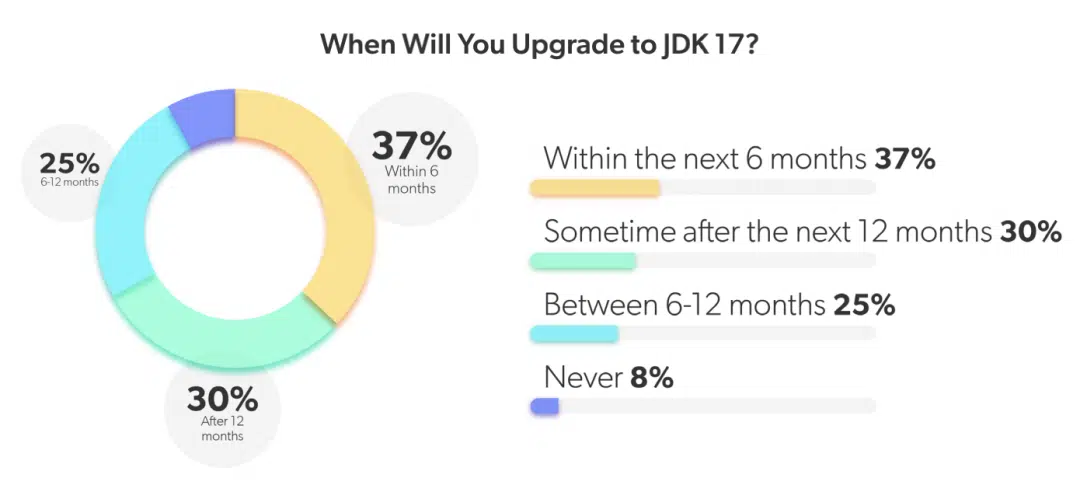 When Will You Upgrade to JDK 17?
37%
Within 6
months
25%
6-12 months
30%
After 12
months
Within the next 6 months 37%
Sometime after the next 12 months 30%
Between 6-12 months 25%
Never 8%